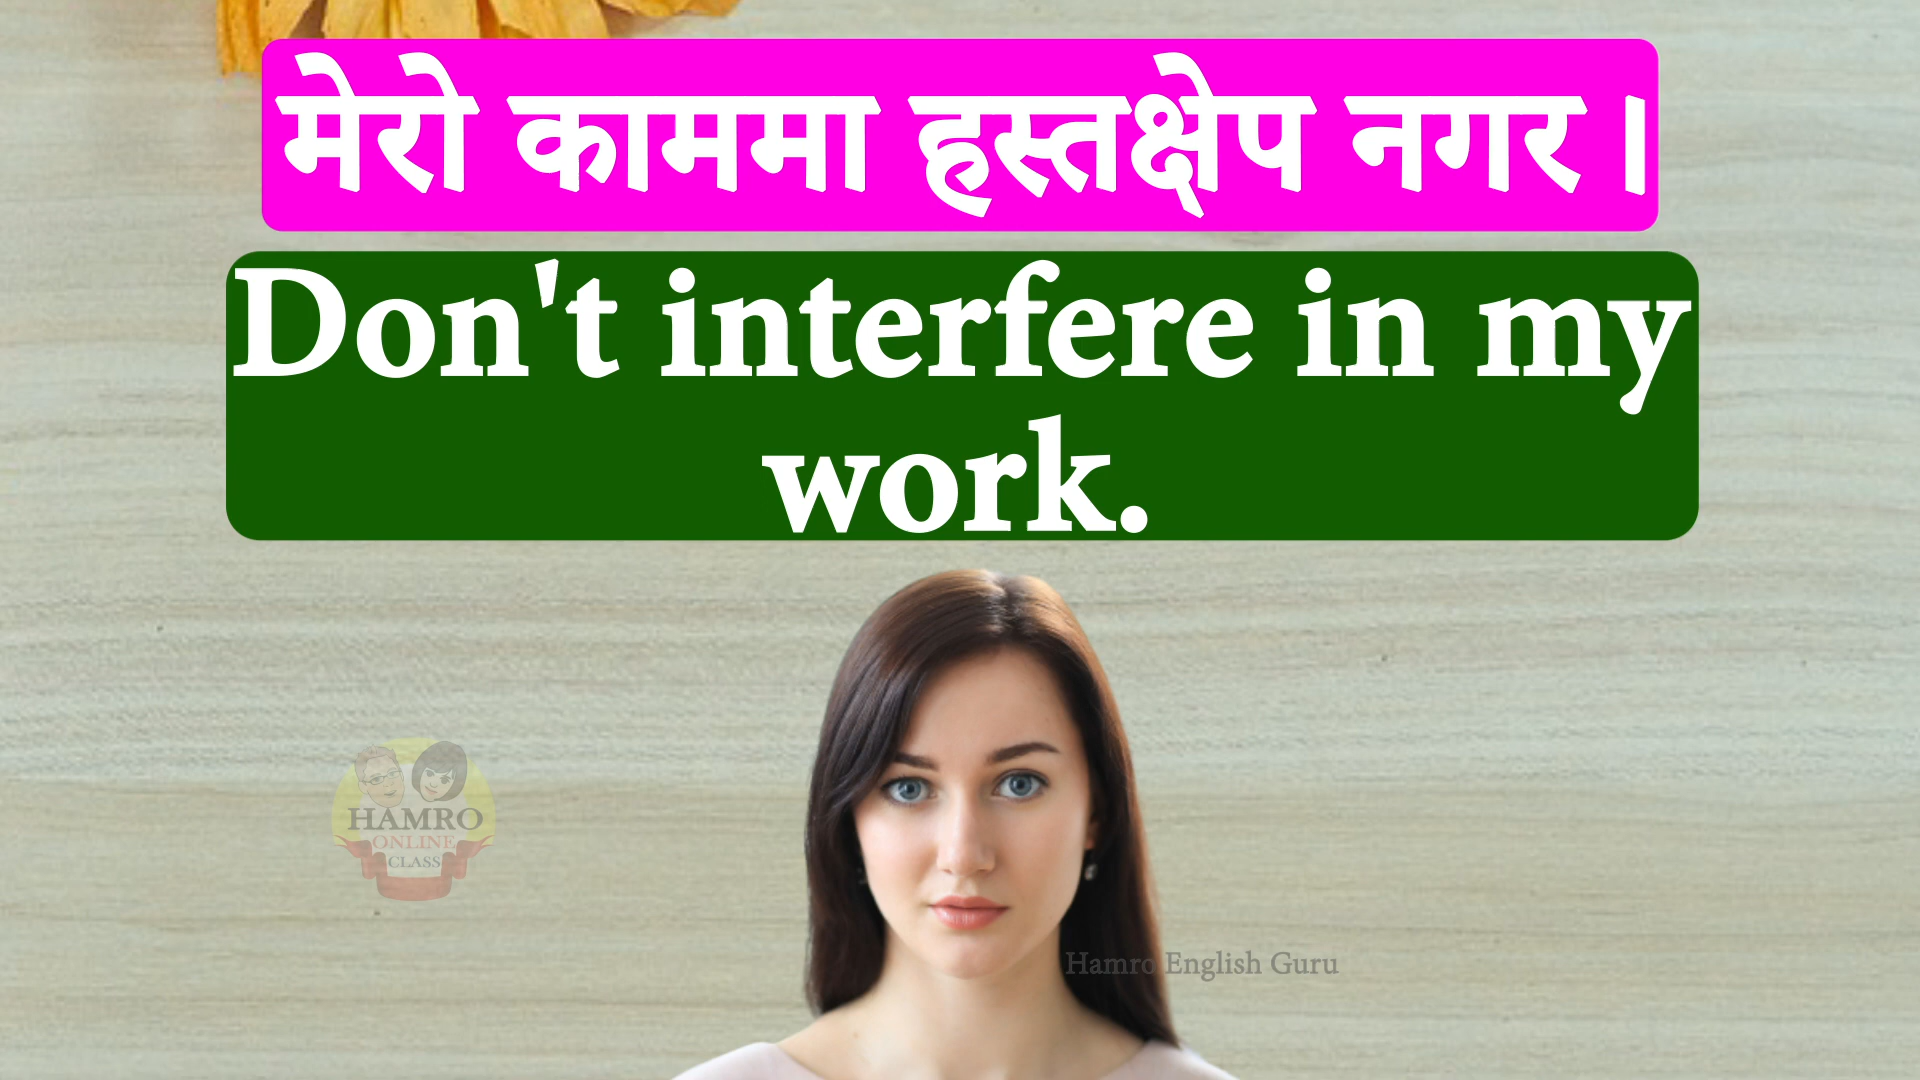 मेरो काममा हस्तक्षेप नगर ।
Don't interfere in my
work.
HAMRO
ONLINE
CLASS
Hamro English Guru